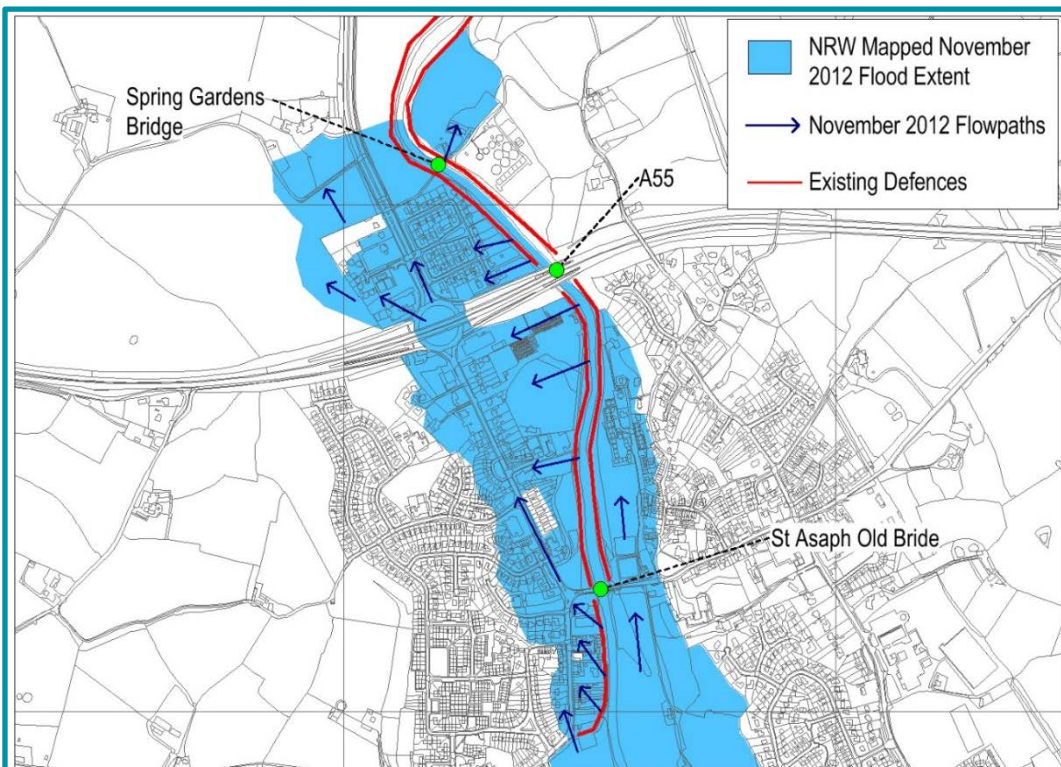 NRW Mapped November
2012 Flood Extent
November 2012 Flowpaths
Existing Defences
Spring Gardens
Bridge
A55
St Asaph Old Bride